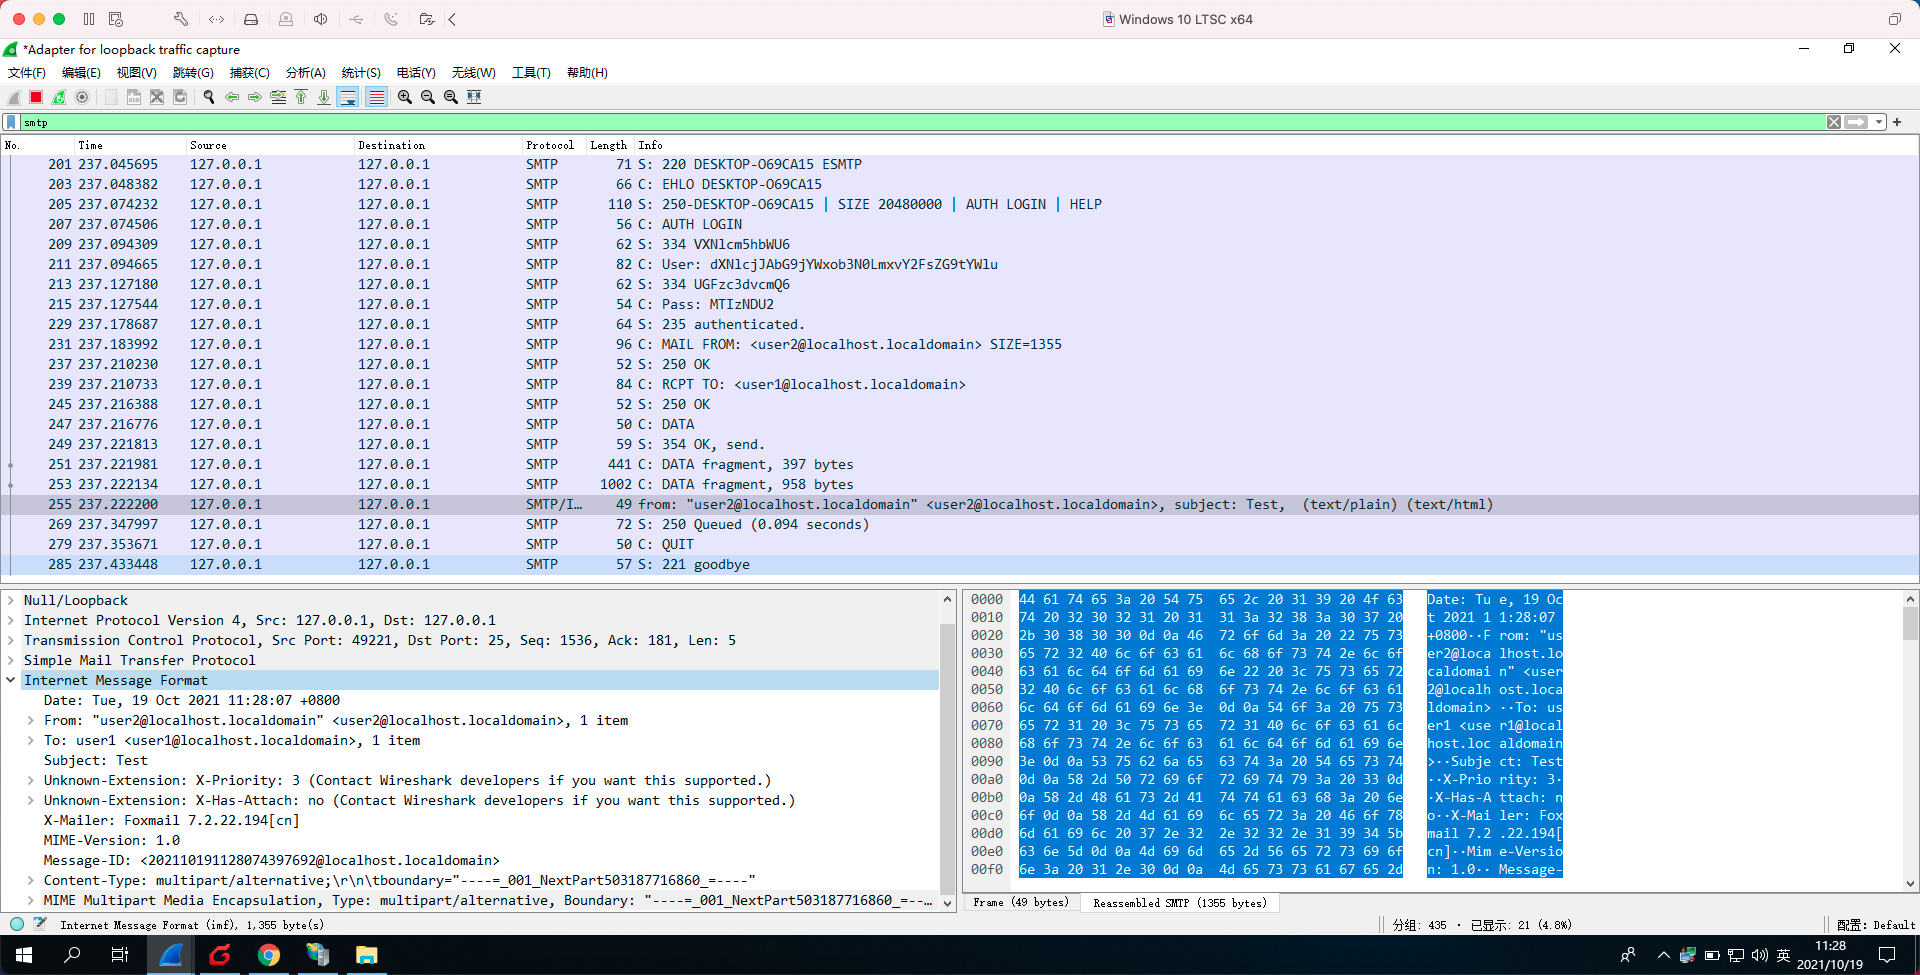 Windows 10 LTSC x64
*Adapter for loopback traffic capture
文件(F) 编辑(E) 视图(V) 跳转(G) 捕获(C) 分析(A) 统计(S) 电话(Y) 无线(W) 工具(T) 帮助(H)
smtp
No. Time Source Destination Protocol Length Info
201 237.045695 127.0.0.1 127.0.0.1 SMTP 71 S: 220 DESKTOP-O69CA15 ESMTP
203 237.048382 127.0.0.1 127.0.0.1 SMTP 66 C: EHLO DESKTOP-O69CA15
205 237.074232 127.0.0.1 127.0.0.1 SMTP 110 S: 250-DESKTOP-O69CA15 | SIZE 20480000 | AUTH LOGIN | HELP
207 237.074506 127.0.0.1 127.0.0.1 SMTP 56 C: AUTH LOGIN
209 237.094309 127.0.0.1 127.0.0.1 SMTP 62 S: 334 VXNlcm5hbWU6
211 237.094665 127.0.0.1 127.0.0.1 SMTP 82 C: User: dXNlcjJAbG9jYWxob3N0LmxvY2FsZG9tYWlu
213 237.127180 127.0.0.1 127.0.0.1 SMTP 62 S: 334 UGFzc3dvcmQ6
215 237.127544 127.0.0.1 127.0.0.1 SMTP 54 C: Pass: MTIzNDU2
229 237.178687 127.0.0.1 127.0.0.1 SMTP 64 S: 235 authenticated.
231 237.183992 127.0.0.1 127.0.0.1 SMTP 96 C: MAIL FROM: <user2@localhost.localdomain> SIZE=1355
237 237.210230 127.0.0.1 127.0.0.1 SMTP 52 S: 250 OK
239 237.210733 127.0.0.1 127.0.0.1 SMTP 84 C: RCPT TO: <user1@localhost.localdomain>
245 237.216388 127.0.0.1 127.0.0.1 SMTP 52 S: 250 OK
247 237.216776 127.0.0.1 127.0.0.1 SMTP 50 C: DATA
249 237.221813 127.0.0.1 127.0.0.1 SMTP 59 S: 354 OK, send.
251 237.221981 127.0.0.1 127.0.0.1 SMTP 441 C: DATA fragment, 397 bytes
253 237.222134 127.0.0.1 127.0.0.1 SMTP 1002 C: DATA fragment, 958 bytes
255 237.222200 127.0.0.1 127.0.0.1 SMTP/I… 49 from: "user2@localhost.localdomain" <user2@localhost.localdomain>, subject: Test,  (text/plain) (text/html)
269 237.347997 127.0.0.1 127.0.0.1 SMTP 72 S: 250 Queued (0.094 seconds)
279 237.353671 127.0.0.1 127.0.0.1 SMTP 50 C: QUIT
285 237.433448 127.0.0.1 127.0.0.1 SMTP 57 S: 221 goodbye
Null/Loopback
Internet Protocol Version 4, Src: 127.0.0.1, Dst: 127.0.0.1
Transmission Control Protocol, Src Port: 49221, Dst Port: 25, Seq: 1536, Ack: 181, Len: 5
Simple Mail Transfer Protocol
Internet Message Format
Date: Tue, 19 Oct 2021 11:28:07 +0800
From: "user2@localhost.localdomain" <user2@localhost.localdomain>, 1 item
To: user1 <user1@localhost.localdomain>, 1 item
Subject: Test
Unknown-Extension: X-Priority: 3 (Contact Wireshark developers if you want this supported.)
Unknown-Extension: X-Has-Attach: no (Contact Wireshark developers if you want this supported.)
X-Mailer: Foxmail 7.2.22.194[cn]
MIME-Version: 1.0
Message-ID: <202110191128074397692@localhost.localdomain>
Content-Type: multipart/alternative;\r\n\tboundary="----=_001_NextPart503187716860_=----"
MIME Multipart Media Encapsulation, Type: multipart/alternative, Boundary: "----=_001_NextPart503187716860_=--…
0000 44 61 74 65 3a 20 54 75 65 2c 20 31 39 20 4f 63 Date: Tu e, 19 Oc
0010 74 20 32 30 32 31 20 31 31 3a 32 38 3a 30 37 20 t 2021 1 1:28:07
0020 2b 30 38 30 30 0d 0a 46 72 6f 6d 3a 20 22 75 73 +0800··F rom: "us
0030 65 72 32 40 6c 6f 63 61 6c 68 6f 73 74 2e 6c 6f er2@loca lhost.lo
0040 63 61 6c 64 6f 6d 61 69 6e 22 20 3c 75 73 65 72 caldomai n" <user
0050 32 40 6c 6f 63 61 6c 68 6f 73 74 2e 6c 6f 63 61 2@localh ost.loca
0060 6c 64 6f 6d 61 69 6e 3e 0d 0a 54 6f 3a 20 75 73 ldomain> ··To: us
0070 65 72 31 20 3c 75 73 65 72 31 40 6c 6f 63 61 6c er1 <use r1@local
0080 68 6f 73 74 2e 6c 6f 63 61 6c 64 6f 6d 61 69 6e host.loc aldomain
0090 3e 0d 0a 53 75 62 6a 65 63 74 3a 20 54 65 73 74 >··Subje ct: Test
00a0 0d 0a 58 2d 50 72 69 6f 72 69 74 79 3a 20 33 0d ··X-Prio rity: 3·
00b0 0a 58 2d 48 61 73 2d 41 74 74 61 63 68 3a 20 6e ·X-Has-A ttach: n
00c0 6f 0d 0a 58 2d 4d 61 69 6c 65 72 3a 20 46 6f 78 o··X-Mai ler: Fox
00d0 6d 61 69 6c 20 37 2e 32 2e 32 32 2e 31 39 34 5b mail 7.2 .22.194[
00e0 63 6e 5d 0d 0a 4d 69 6d 65 2d 56 65 72 73 69 6f cn]··Mim e-Versio
00f0 6e 3a 20 31 2e 30 0d 0a 4d 65 73 73 61 67 65 2d n: 1.0·· Message-
Frame (49 bytes) Reassembled SMTP (1355 bytes)
Internet Message Format (imf), 1,355 byte(s) 分组: 435 · 已显示: 21 (4.8%) 配置: Default
英 11:28
2021/10/19